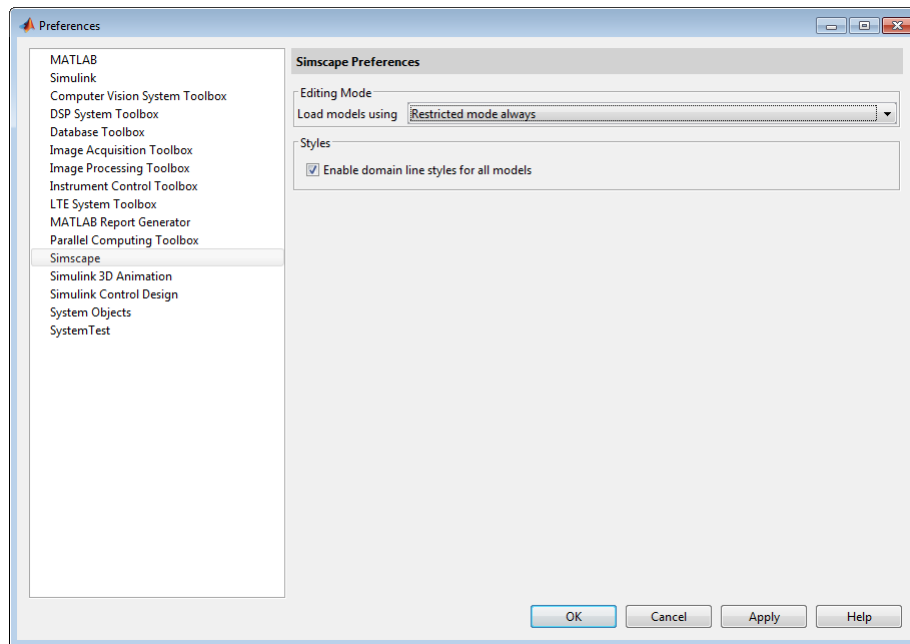 Preferences
MATLAB
Simulink
Computer Vision System Toolbox
DSP System Toolbox
Database Toolbox
Image Acquisition Toolbox
Image Processing Toolbox
Instrument Control Toolbox
LTE System Toolbox
MATLAB Report Generator
Parallel Computing Toolbox
Simscape
Simulink 3D Animation
Simulink Control Design
System Objects
SystemTest
Simscape Preferences
Editing Mode
Load models using Restricted mode always
Styles
Enable domain line styles for all models
OK Cancel Apply Help